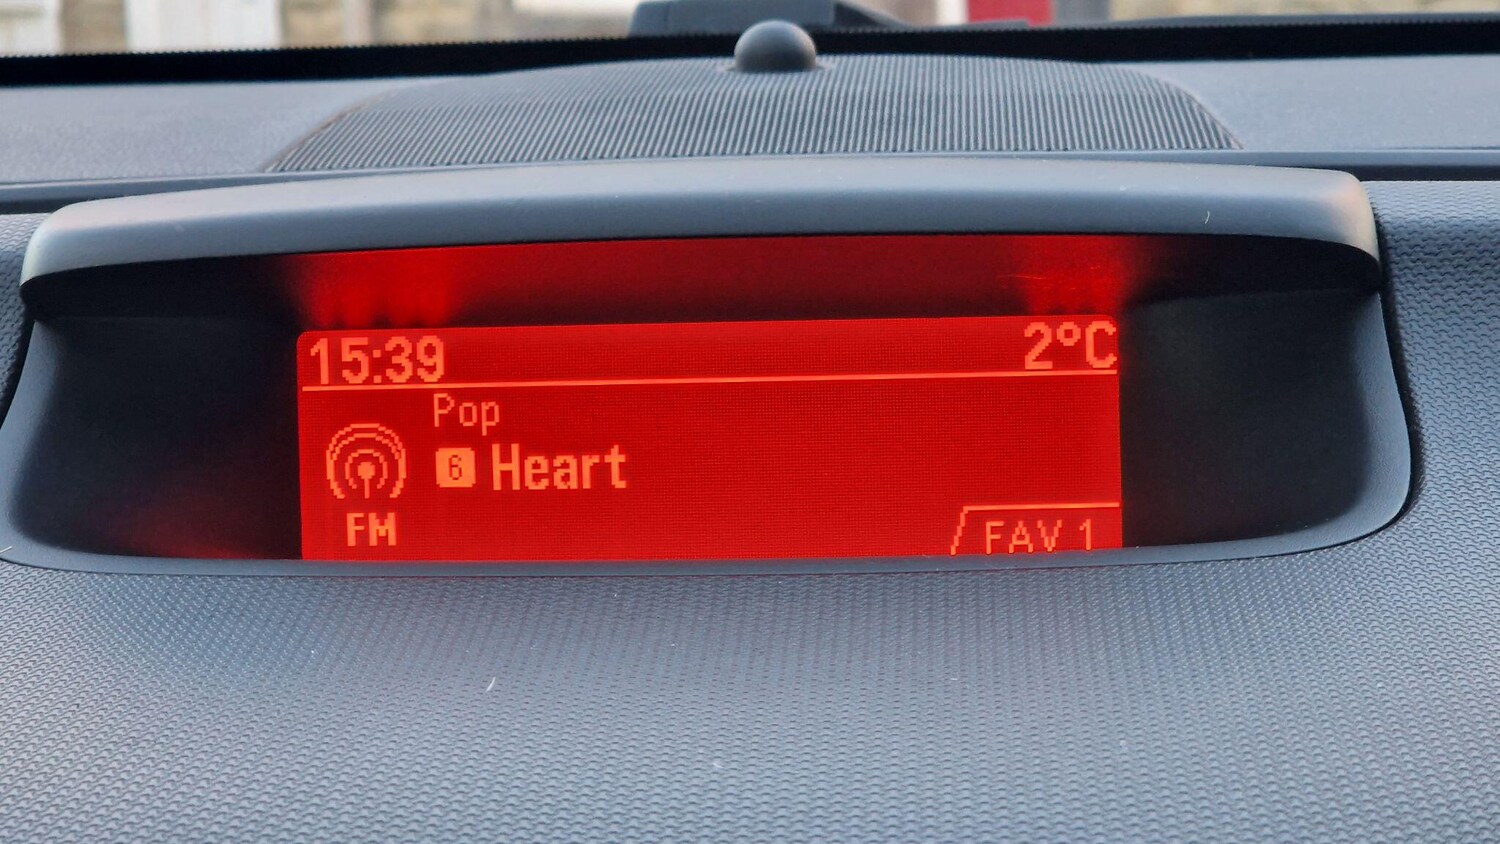 15:39 2°C
Pop
6 Heart
FM
FAV 1